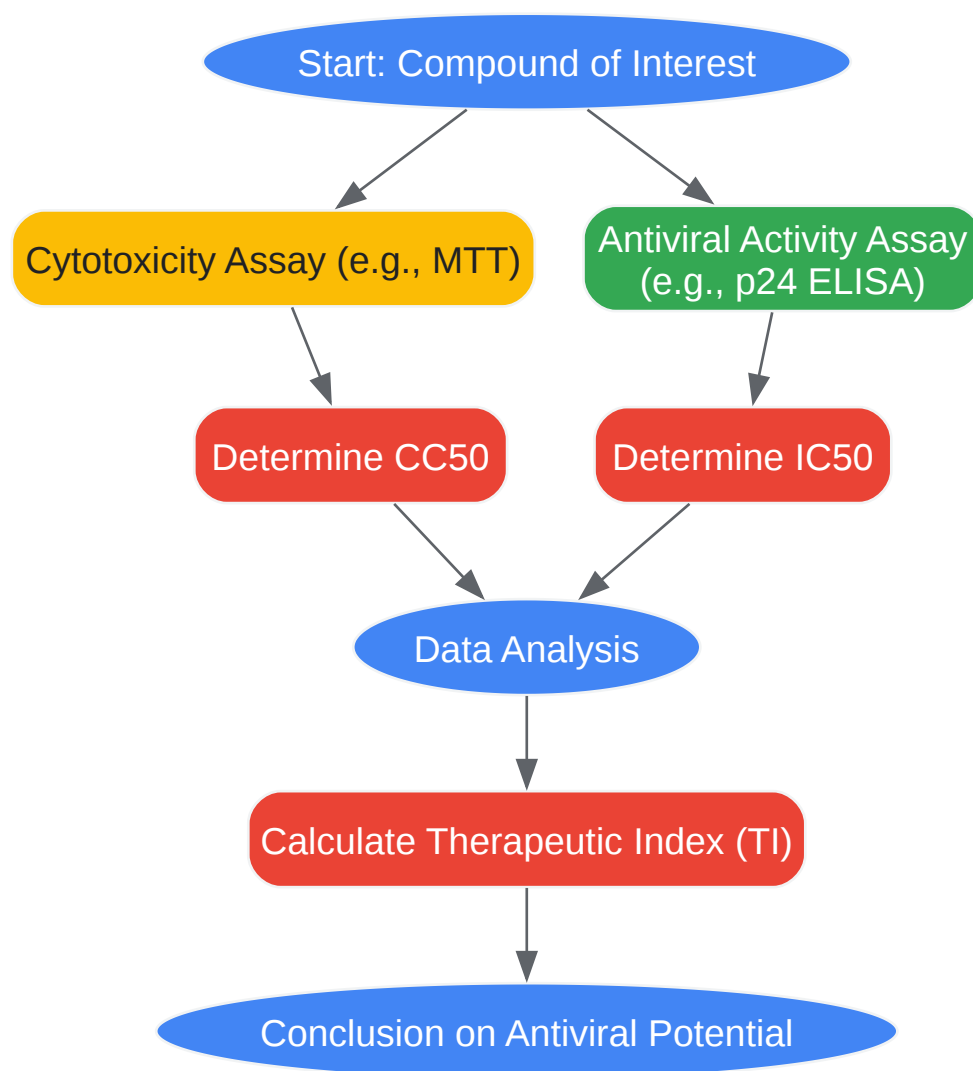 Start: Compound of Interest
Cytotoxicity Assay (e.g., MTT)
Antiviral Activity Assay
(e.g., p24 ELISA)
Determine CC50
Determine IC50
Data Analysis
Calculate Therapeutic Index (TI)
Conclusion on Antiviral Potential